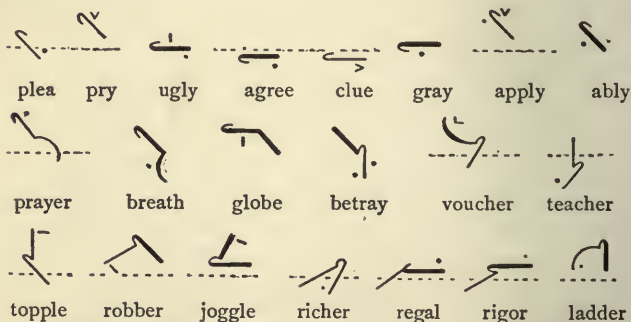 plea pry ugly agree clue gray apply ably
prayer breath globe betray voucher teacher
topple robber joggle richer regal rigor ladder